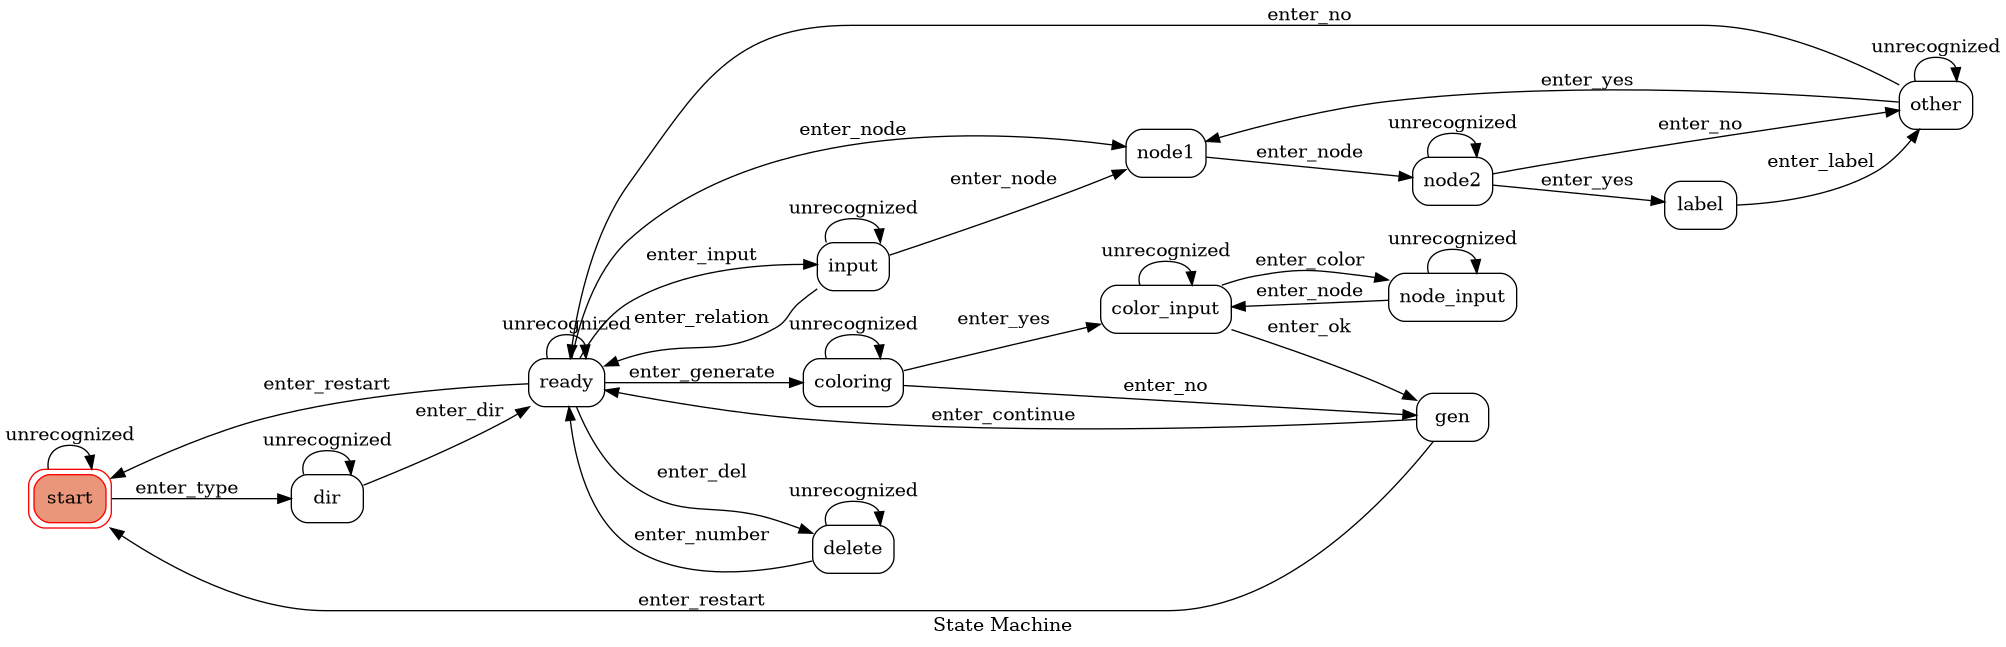 enter_no
unrecognized
other
enter_yes
enter_node
unrecognized
enter_no
node1
enter_node
enter_label
node2
enter_yes
enter_node
label
unrecognized
unrecognized
unrecognized
enter_input
input
enter_color
node_input
enter_node
color_input
enter_relation
enter_yes
unrecognized
unrecognized
enter_ok
enter_generate
ready
coloring
enter_no
enter_restart
enter_dir
enter_continue
gen
unrecognized
unrecognized
enter_del
enter_type
start
dir
unrecognized
enter_number
delete
enter_restart
State Machine